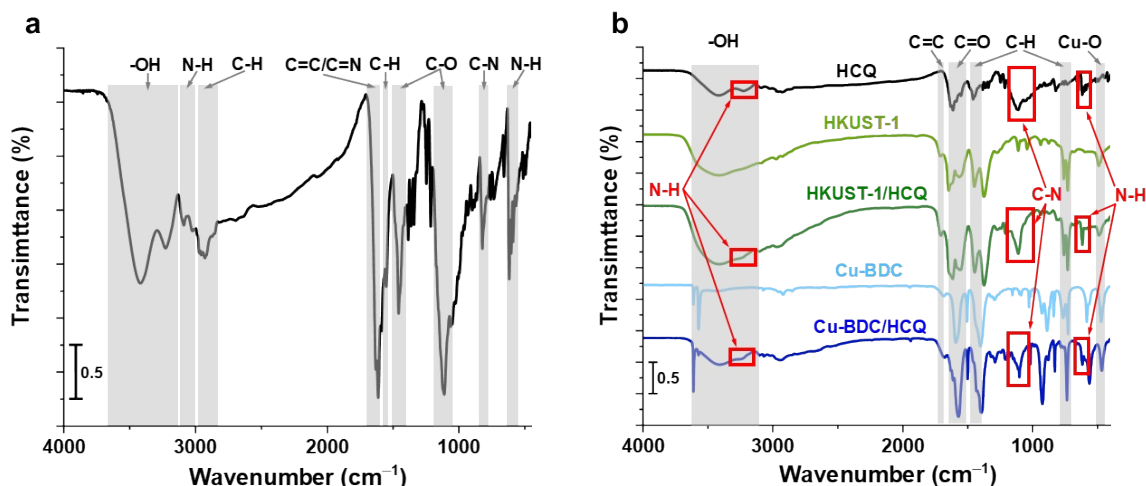 a
-OH
N-H
C-H
C=C/C=N
C-H
C-O
C-N
N-H
Transimttance (%)
0.5
4000
3000
2000
1000
Wavenumber (cm−1)
b
-OH
C=C
C=O
C-H
Cu-O
HCQ
HKUST-1
N-H
HKUST-1/HCQ
C-N
N-H
Cu-BDC
Cu-BDC/HCQ
Transimttance (%)
0.5
4000
3000
2000
1000
Wavenumber (cm−1)